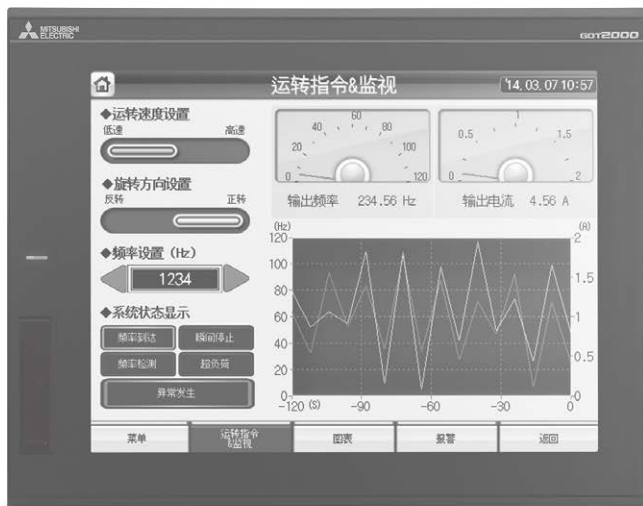 MITSUBISHI
ELECTRIC
GOT2000
运转指令&监视
'14.03.07 10:57
◆运转速度设置
低速 高速
◆旋转方向设置
反转 正转
◆频率设置 (Hz)
1234
◆系统状态显示
频率到达 瞬间停止
频率检测 超负荷
异常发生
0 20 40 60 80 100 120
输出频率 234.56 Hz
0 0.5 1 1.5 2
输出电流 4.56 A
(Hz) (A)
120 2
100
80 1.5
60 1
40 0.5
20
0 0
-120 (S) -90 -60 -30 0
菜单 运转指令 图表 报警 返回
&监视